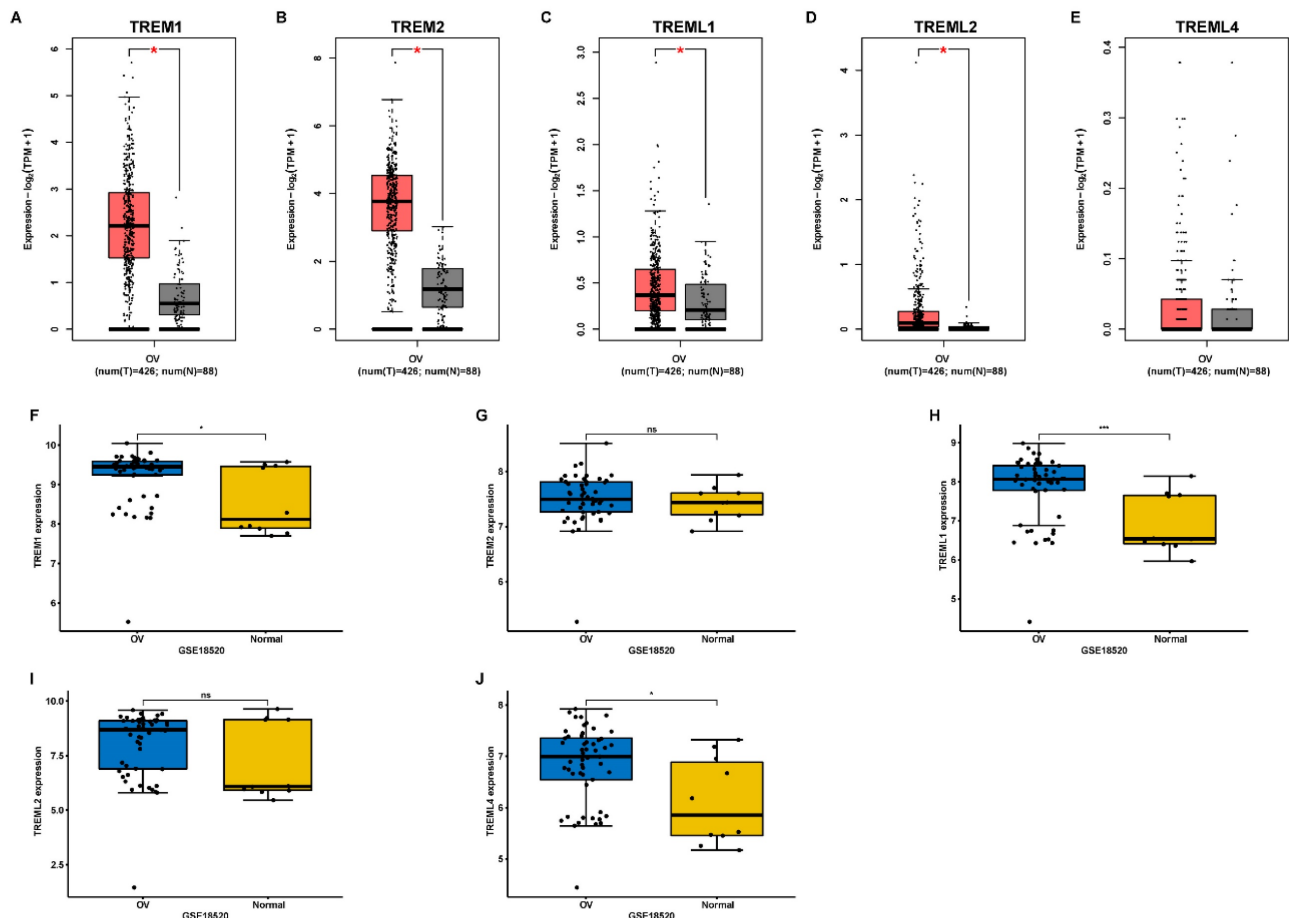 A
TREM1
*
Expression – log₂(TPM + 1)
6
5
4
3
2
1
0
OV
(num(T)=426; num(N)=88)
B
TREM2
*
Expression – log₂(TPM + 1)
8
6
4
2
0
OV
(num(T)=426; num(N)=88)
C
TREML1
*
Expression – log₂(TPM + 1)
3.0
2.5
2.0
1.5
1.0
0.5
0.0
OV
(num(T)=426; num(N)=88)
D
TREML2
*
Expression – log₂(TPM + 1)
4
3
2
1
0
OV
(num(T)=426; num(N)=88)
E
TREML4
Expression – log₂(TPM + 1)
0.4
0.3
0.2
0.1
0.0
OV
(num(T)=426; num(N)=88)
F
*
TREM1 expression
10
9
8
7
6
OV Normal
GSE18520
G
ns
TREM2 expression
8
7
6
OV Normal
GSE18520
H
***
TREML1 expression
9
8
7
6
5
OV Normal
GSE18520
I
ns
TREML2 expression
10.0
7.5
5.0
2.5
OV Normal
GSE18520
J
*
TREML4 expression
8
7
6
5
OV Normal
GSE18520